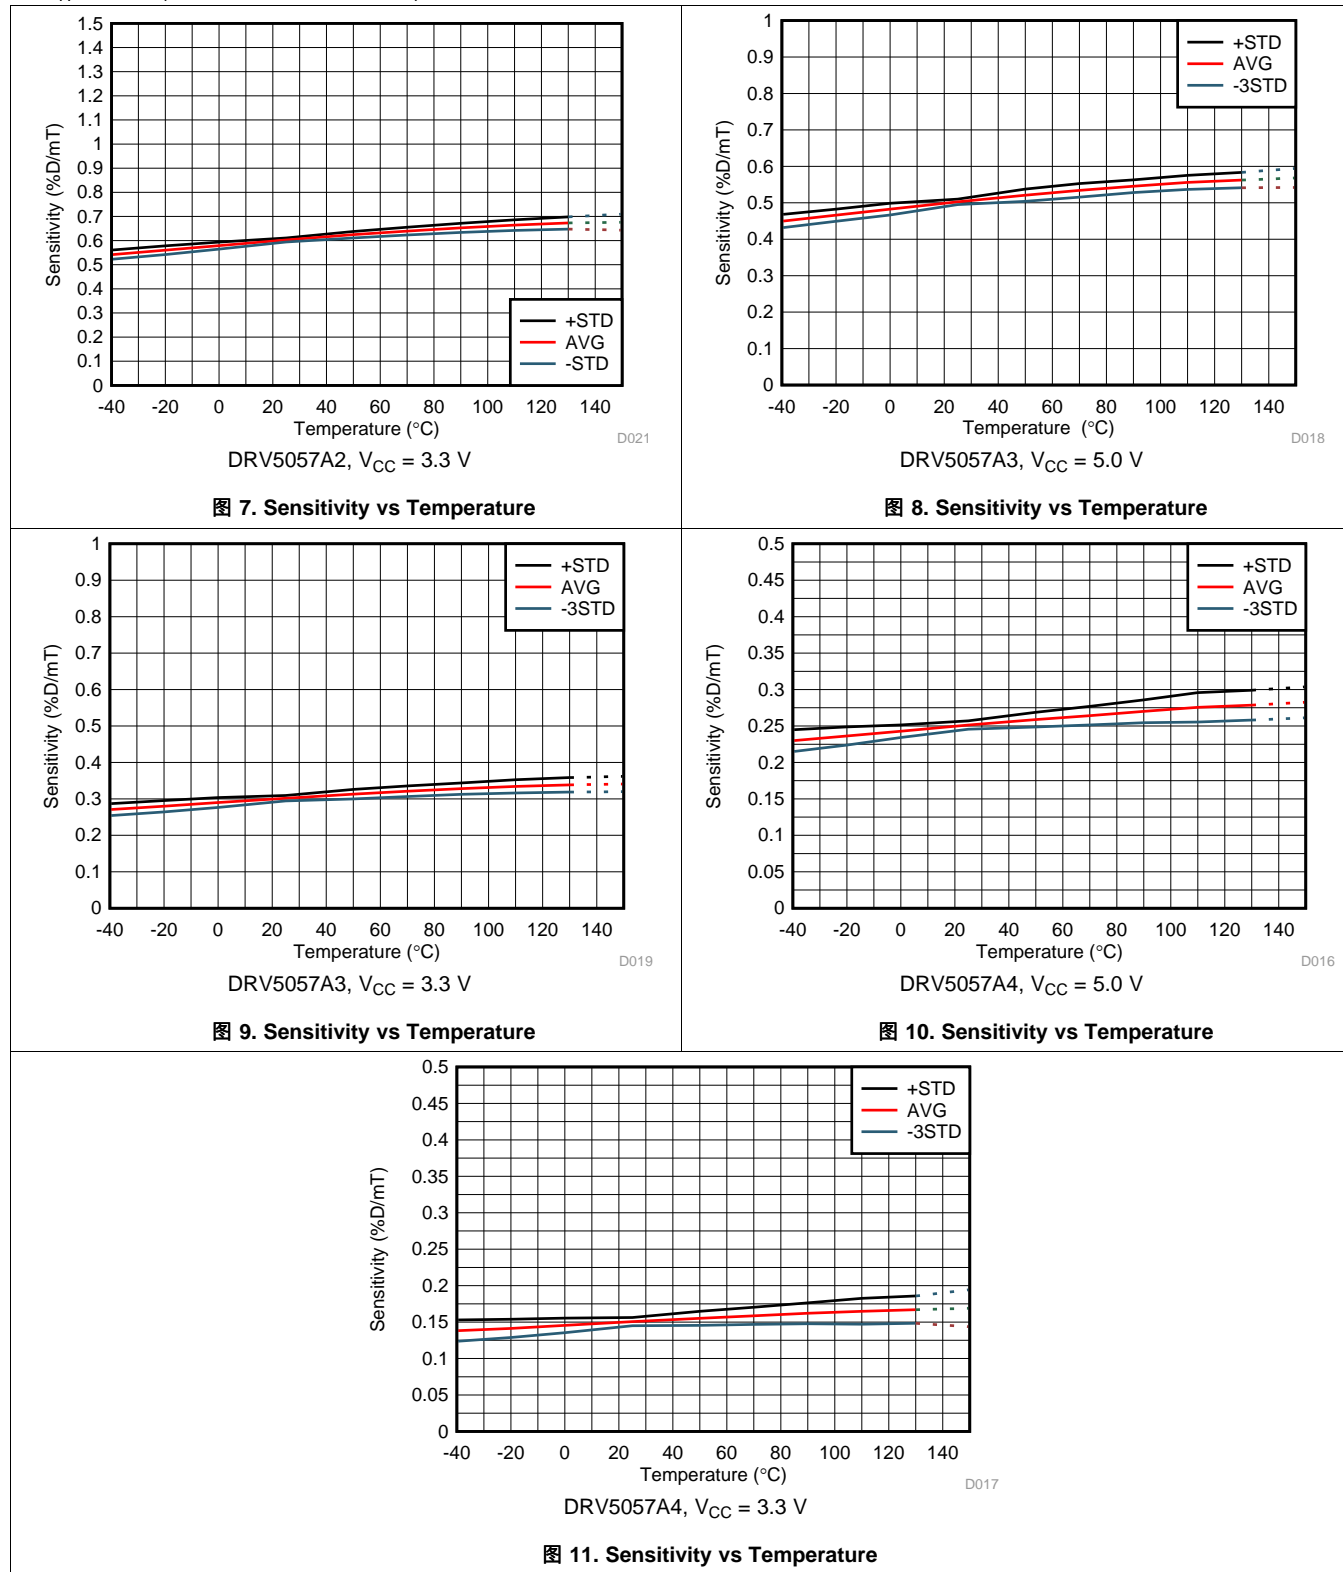 1.5
1.4
1.3
1.2
1.1
1
0.9
0.8
0.7
0.6
0.5
0.4
0.3
0.2
0.1
0
Sensitivity (%D/mT)
+STD
AVG
-STD
-40 -20 0 20 40 60 80 100 120 140
Temperature (°C)
D021
DRV5057A2, VCC = 3.3 V
图 7. Sensitivity vs Temperature
1
0.9
0.8
0.7
0.6
0.5
0.4
0.3
0.2
0.1
0
Sensitivity (%D/mT)
+STD
AVG
-3STD
-40 -20 0 20 40 60 80 100 120 140
Temperature (°C)
D018
DRV5057A3, VCC = 5.0 V
图 8. Sensitivity vs Temperature
1
0.9
0.8
0.7
0.6
0.5
0.4
0.3
0.2
0.1
0
Sensitivity (%D/mT)
+STD
AVG
-3STD
-40 -20 0 20 40 60 80 100 120 140
Temperature (°C)
D019
DRV5057A3, VCC = 3.3 V
图 9. Sensitivity vs Temperature
0.5
0.45
0.4
0.35
0.3
0.25
0.2
0.15
0.1
0.05
0
Sensitivity (%D/mT)
+STD
AVG
-3STD
-40 -20 0 20 40 60 80 100 120 140
Temperature (°C)
D016
DRV5057A4, VCC = 5.0 V
图 10. Sensitivity vs Temperature
0.5
0.45
0.4
0.35
0.3
0.25
0.2
0.15
0.1
0.05
0
Sensitivity (%D/mT)
+STD
AVG
-3STD
-40 -20 0 20 40 60 80 100 120 140
Temperature (°C)
D017
DRV5057A4, VCC = 3.3 V
图 11. Sensitivity vs Temperature